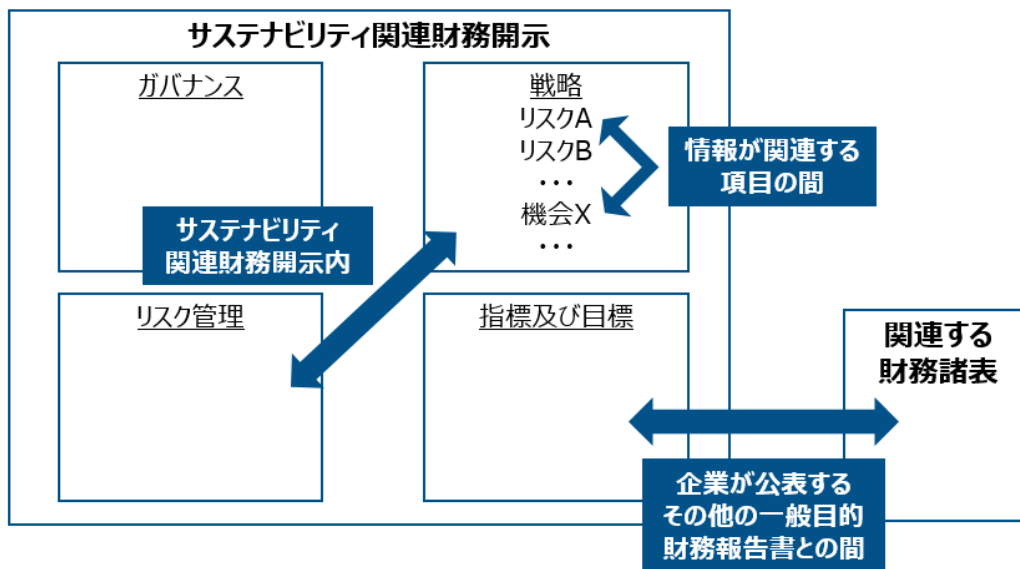 サステナビリティ関連財務開示
ガバナンス
戦略
リスクA
リスクB
・・・
機会X
・・・
情報が関連する
項目の間
サステナビリティ
関連財務開示内
リスク管理
指標及び目標
関連する
財務諸表
企業が公表する
その他の一般目的
財務報告書との間